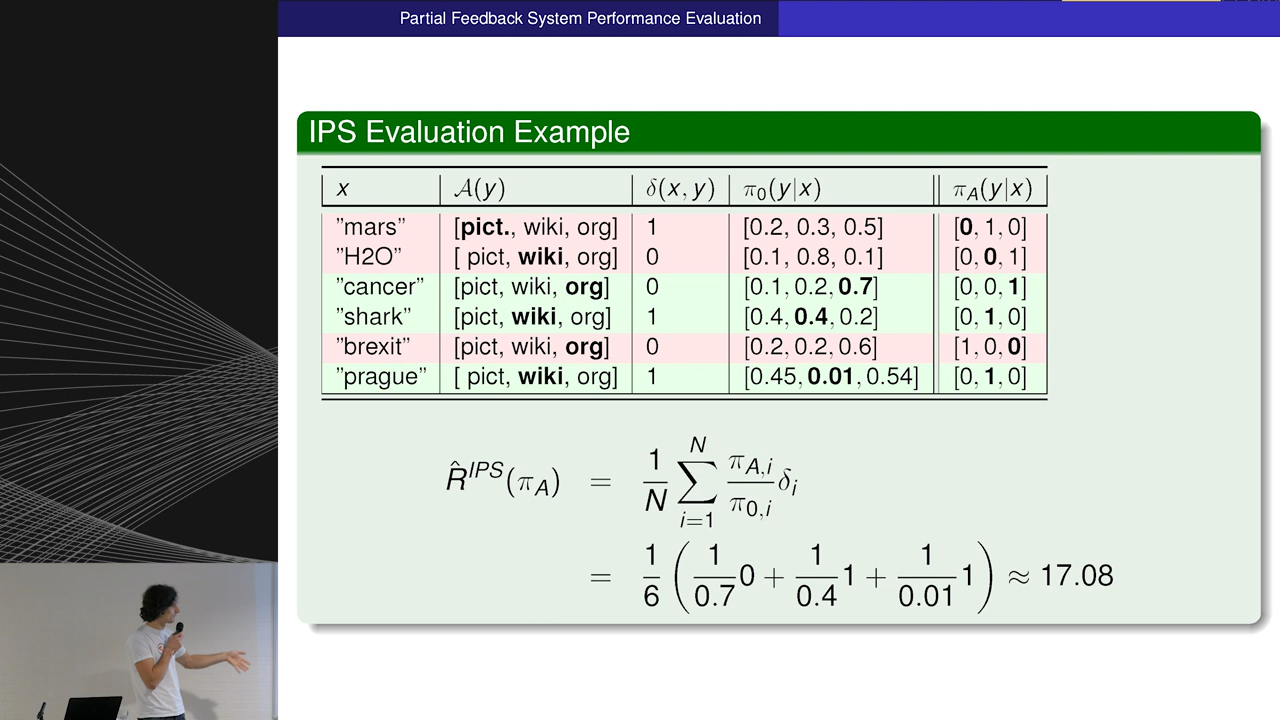 Partial Feedback System Performance Evaluation
IPS Evaluation Example
x A(y) δ(x, y) π₀(y|x) π_A(y|x)
"mars" [pict., wiki, org] 1 [0.2, 0.3, 0.5] [0, 1, 0]
"H2O" [ pict, wiki, org] 0 [0.1, 0.8, 0.1] [0, 0, 1]
"cancer" [pict, wiki, org] 0 [0.1, 0.2, 0.7] [0, 0, 1]
"shark" [pict, wiki, org] 1 [0.4, 0.4, 0.2] [0, 1, 0]
"brexit" [pict, wiki, org] 0 [0.2, 0.2, 0.6] [1, 0, 0]
"prague" [ pict, wiki, org] 1 [0.45, 0.01, 0.54] [0, 1, 0]
R̂^IPS(π_A) = 1/N ∑_{i=1}^{N} π_{A,i}/π_{0,i} δ_i
= 1/6 (1/0.7 0 + 1/0.4 1 + 1/0.01 1) ≈ 17.08